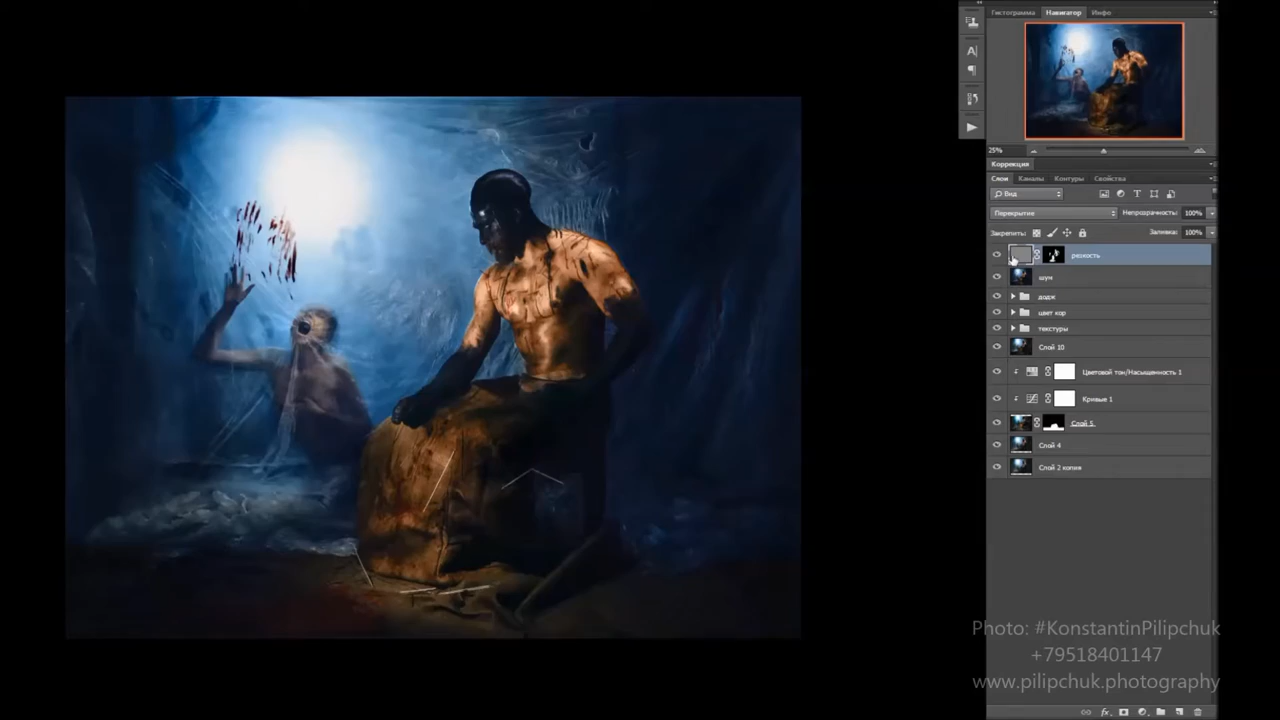 Гистограмма Навигатор Инфо
25%
Коррекция
Слои Каналы Контуры Свойства
Вид
Перекрытие Непрозрачность: 100%
Закрепить: Заливка: 100%
резкость
шум
додж
цвет кор
текстуры
Слой 10
Цветовой тон/Насыщенность 1
Кривые 1
Слой 5
Слой 4
Слой 2 копия
Photo: #KonstantinPilipchuk
+79518401147
www.pilipchuk.photography